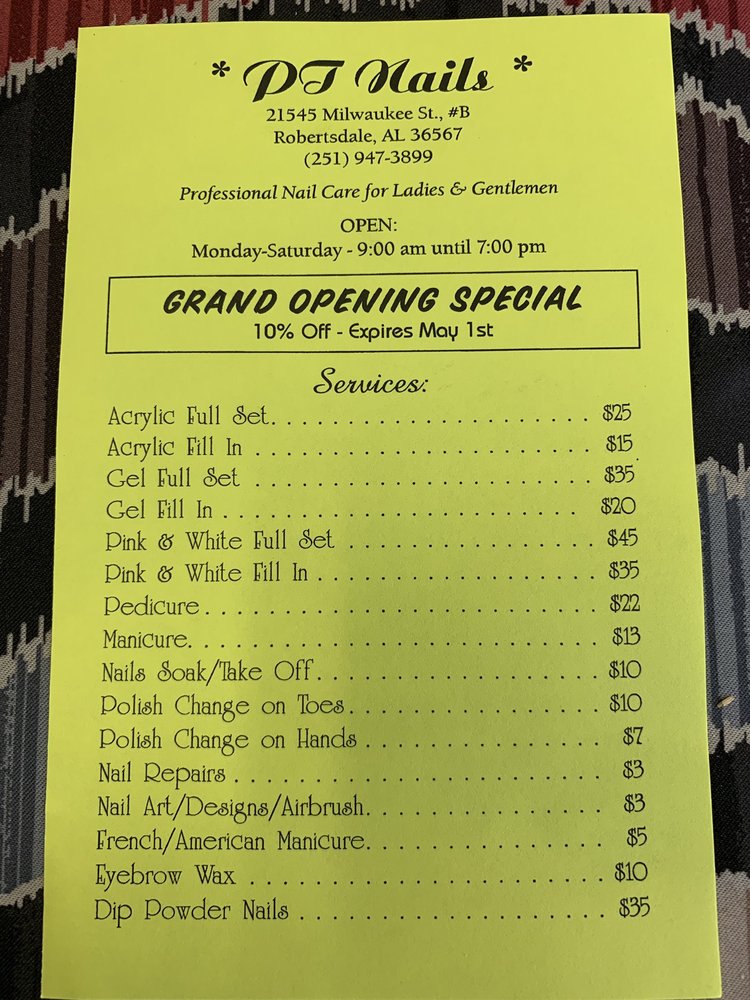 * PT Nails *
21545 Milwaukee St., #B
Robertsdale, AL 36567
(251) 947-3899
Professional Nail Care for Ladies & Gentlemen
OPEN:
Monday-Saturday - 9:00 am until 7:00 pm
GRAND OPENING SPECIAL
10% Off - Expires May 1st
Services:
Acrylic Full Set. . . . . . . . . . . . . . . . . . . . . . $25
Acrylic Fill In . . . . . . . . . . . . . . . . . . . . . . . $15
Gel Full Set . . . . . . . . . . . . . . . . . . . . . . . $35
Gel Fill In . . . . . . . . . . . . . . . . . . . . . . . . $20
Pink & White Full Set . . . . . . . . . . . . . . . . . $45
Pink & White Fill In . . . . . . . . . . . . . . . . . . . $35
Pedicure . . . . . . . . . . . . . . . . . . . . . . . . . . $22
Manicure. . . . . . . . . . . . . . . . . . . . . . . . . . . $13
Nails Soak/Take Off. . . . . . . . . . . . . . . . . . . $10
Polish Change on Toes. . . . . . . . . . . . . . . . . $10
Polish Change on Hands . . . . . . . . . . . . . . . . $7
Nail Repairs . . . . . . . . . . . . . . . . . . . . . . . . $3
Nail Art/Designs/Airbrush. . . . . . . . . . . . . . . . $3
French/American Manicure. . . . . . . . . . . . . . . . $5
Eyebrow Wax . . . . . . . . . . . . . . . . . . . . . . . $10
Dip Powder Nails . . . . . . . . . . . . . . . . . . . . $35